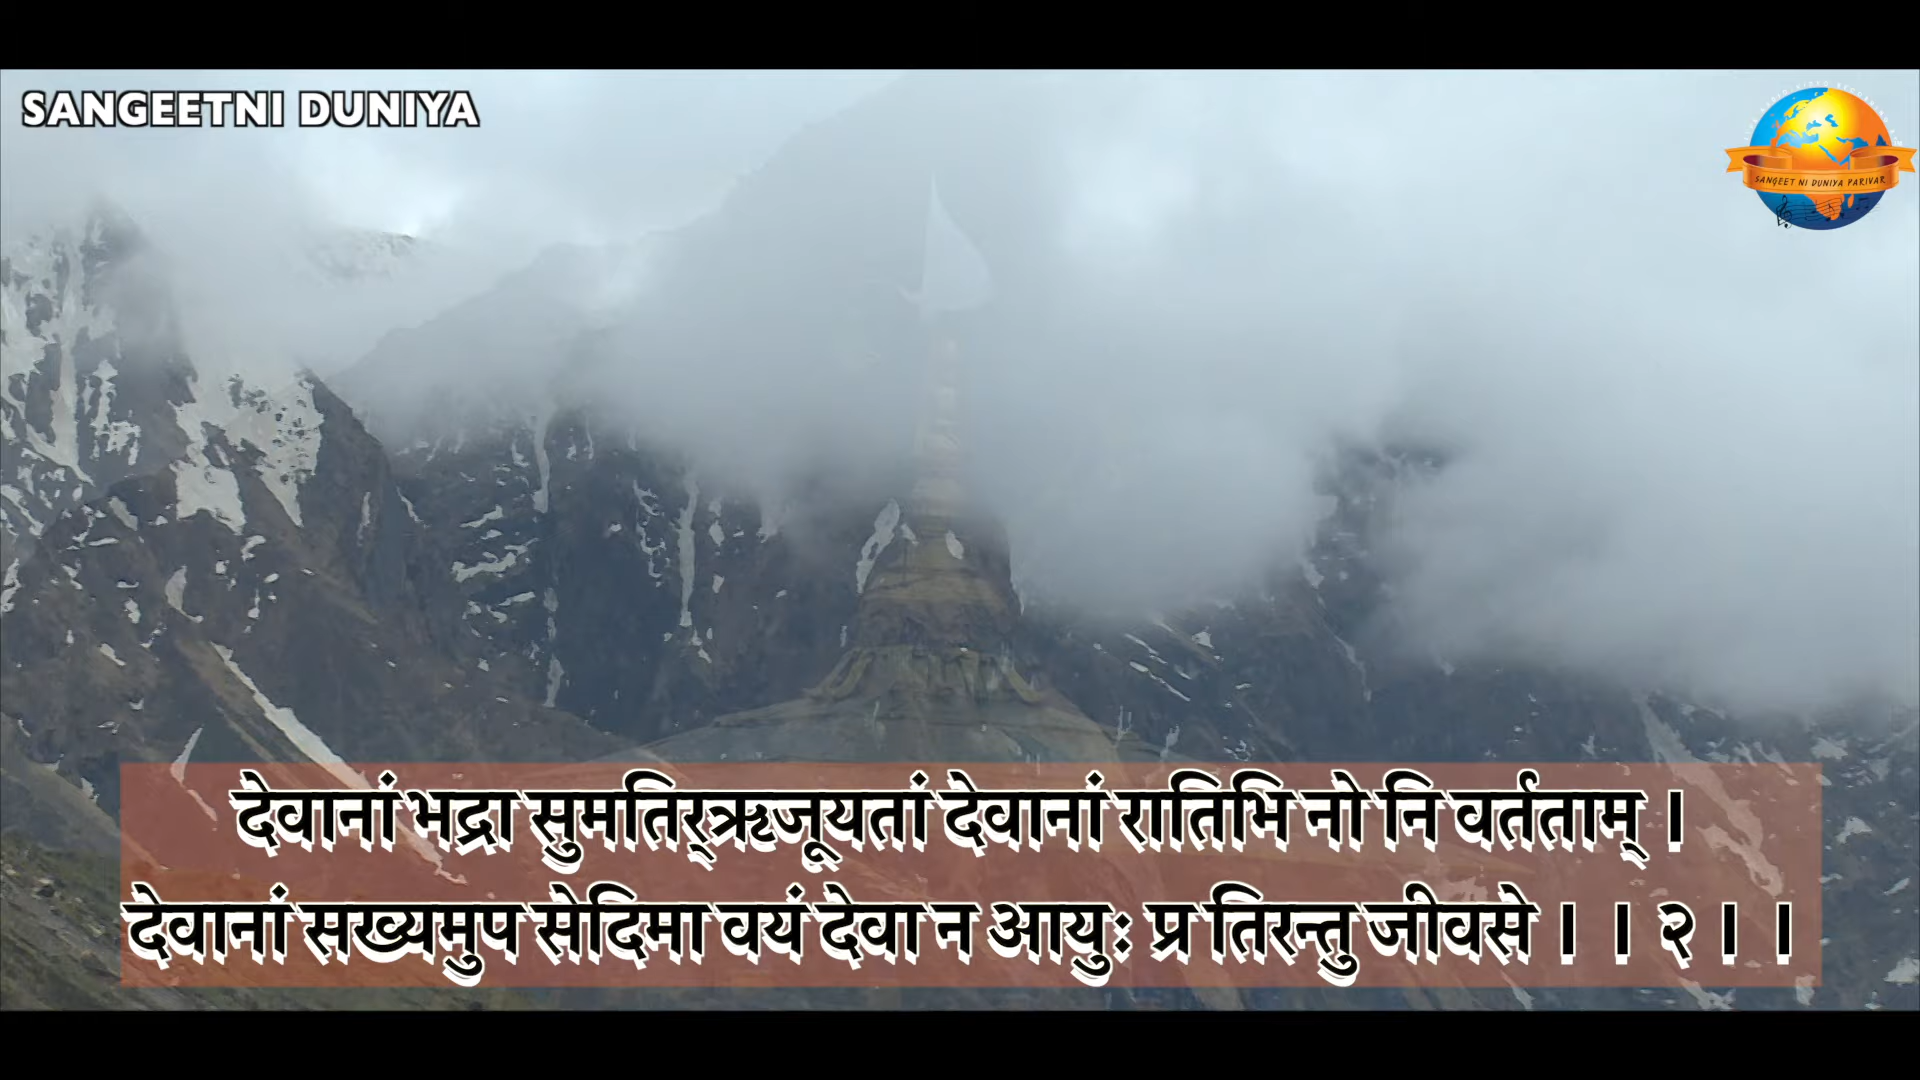 SANGEETNI DUNIYA
SANGEET NI DUNIYA PARIVAR
देवानां भद्रा सुमतिर्ऋजूयतां देवानां रातिभि नो नि वर्तताम् ।
देवानां सख्यमुप सेदिमा वयं देवा न आयुः प्र तिरन्तु जीवसे । । २ । ।